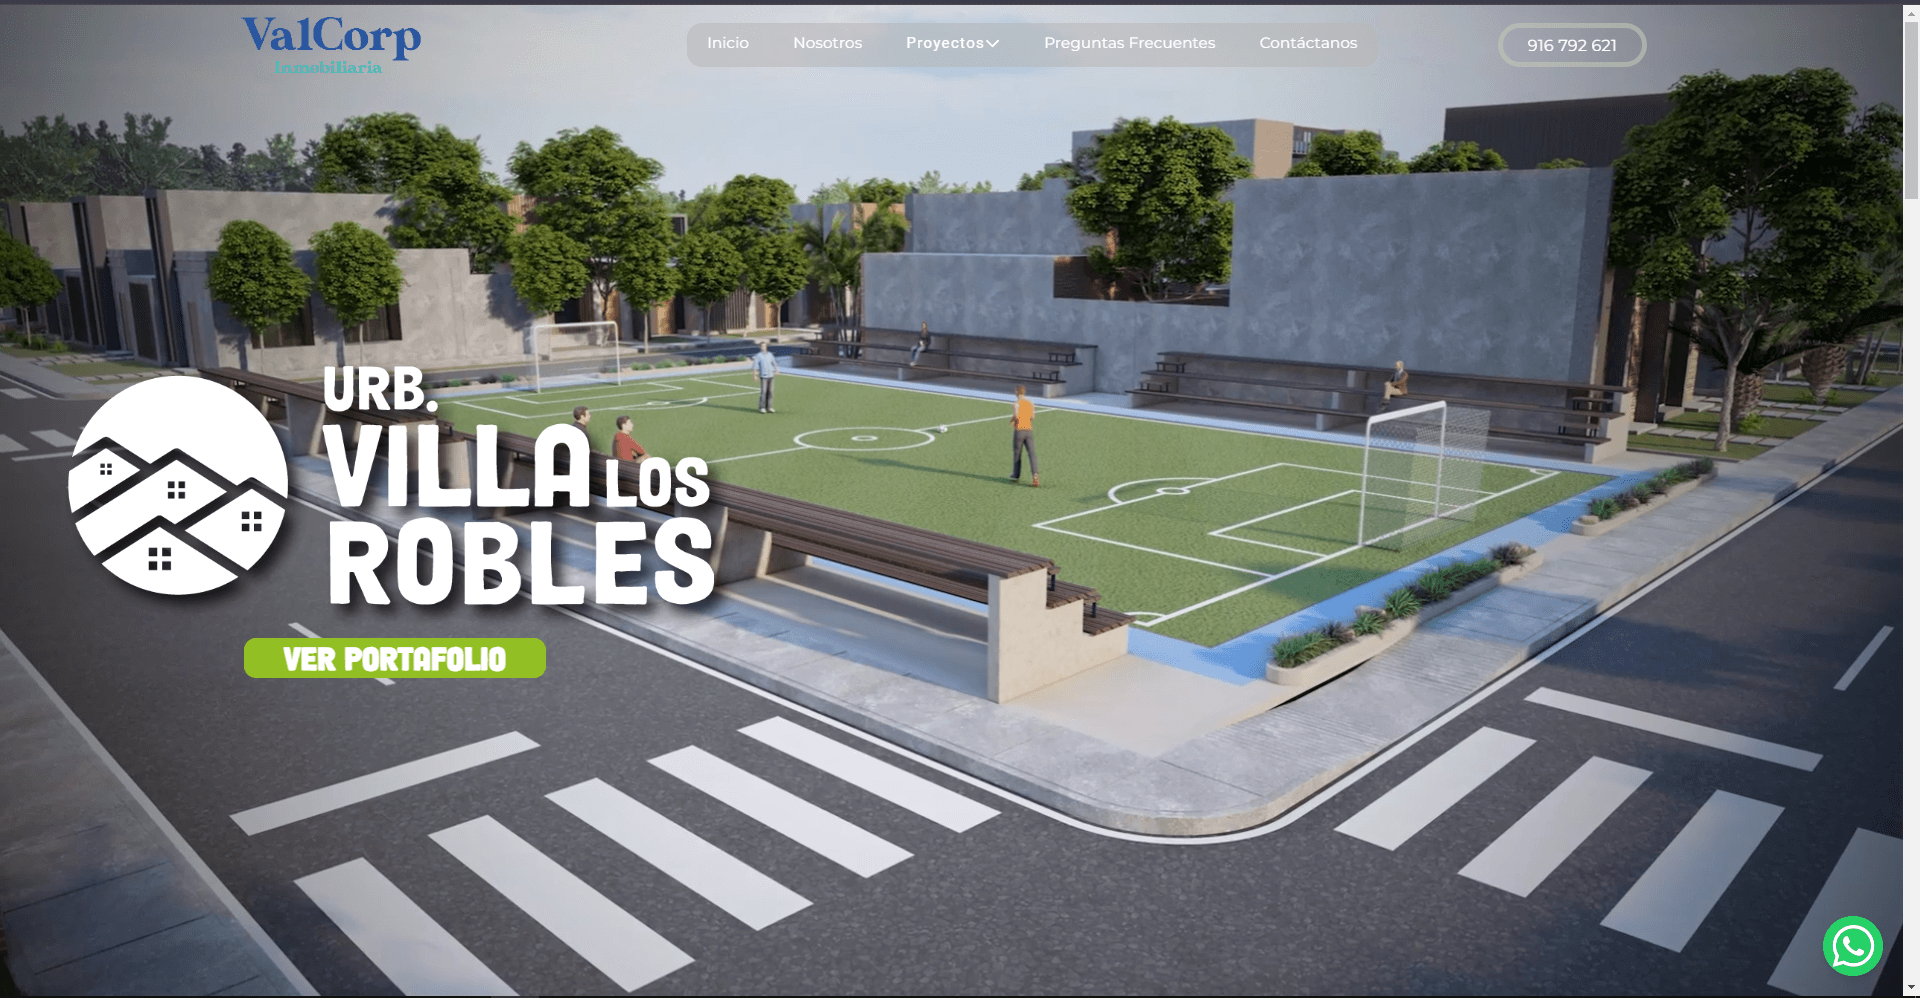 ValCorp
Inmobiliaria
Inicio
Nosotros
Proyectos
Preguntas Frecuentes
Contáctanos
916 792 621
URB.
VILLA LOS
ROBLES
VER PORTAFOLIO